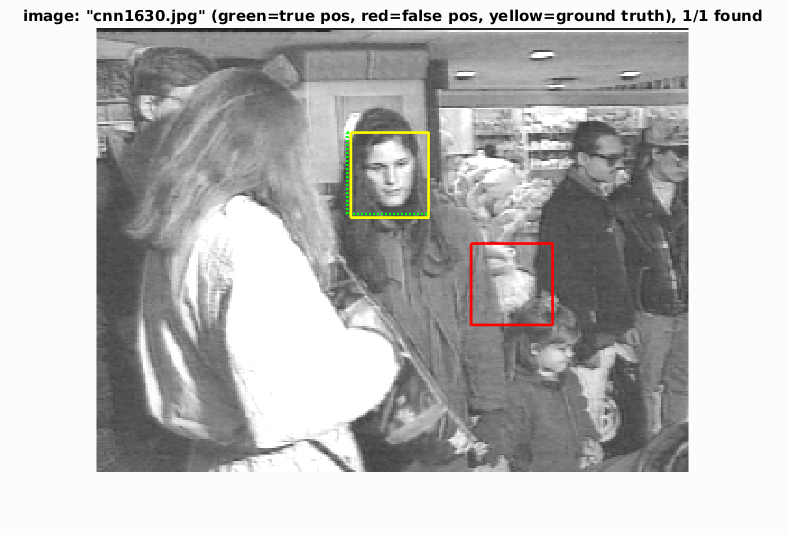 image: "cnn1630.jpg" (green=true pos, red=false pos, yellow=ground truth), 1/1 found